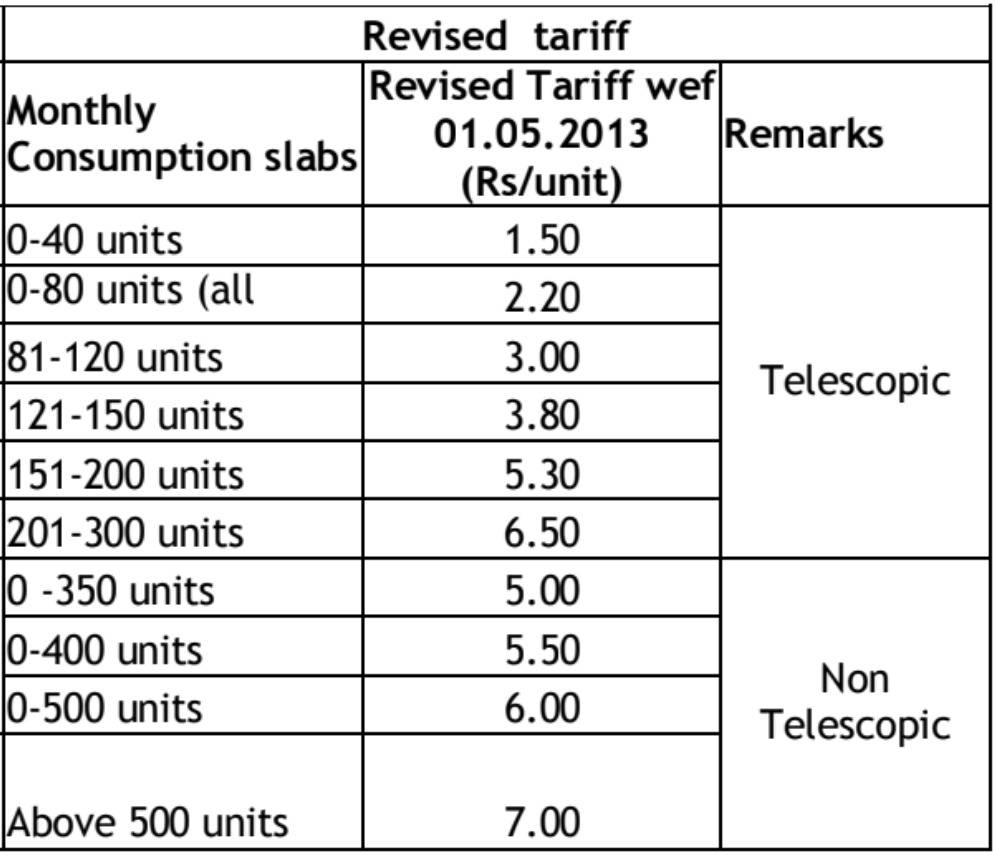 Revised tariff
Monthly
Consumption slabs
Revised Tariff wef
01.05.2013
(Rs/unit)
Remarks
0-40 units
1.50
0-80 units (all
2.20
81-120 units
3.00
121-150 units
3.80
151-200 units
5.30
201-300 units
6.50
Telescopic
0 -350 units
5.00
0-400 units
5.50
0-500 units
6.00
Above 500 units
7.00
Non
Telescopic